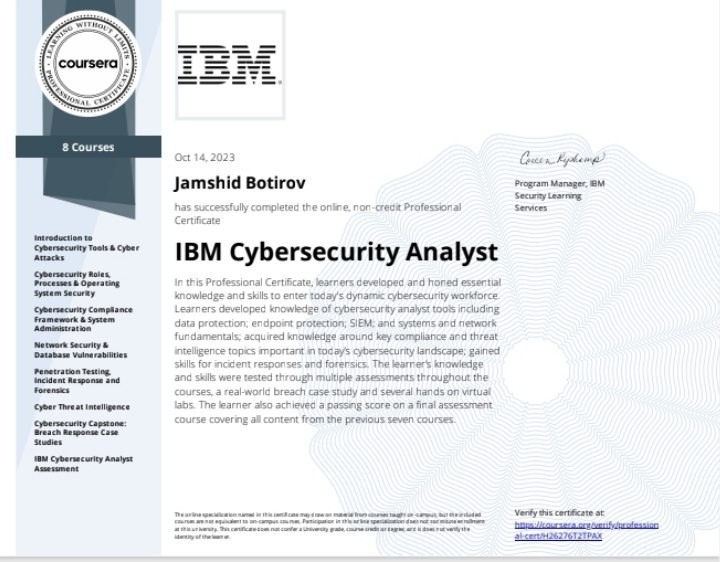 LEARNING WITHOUT LIMITS
coursera
PROFESSIONAL CERTIFICATE
8 Courses
Introduction to
Cybersecurity Tools & Cyber
Attacks
Cybersecurity Roles,
Processes & Operating
System Security
Cybersecurity Compliance
Framework & System
Administration
Network Security &
Database Vulnerabilities
Penetration Testing,
Incident Response and
Forensics
Cyber Threat Intelligence
Cybersecurity Capstone:
Breach Response Case
Studies
IBM Cybersecurity Analyst
Assessment
IBM
Oct 14, 2023
Jamshid Botirov
has successfully completed the online, non-credit Professional
Certificate
IBM Cybersecurity Analyst
In this Professional Certificate, learners developed and honed essential
knowledge and skills to enter today's dynamic cybersecurity workforce.
Learners developed knowledge of cybersecurity analyst tools including
data protection; endpoint protection; SIEM; and systems and network
fundamentals; acquired knowledge around key compliance and threat
intelligence topics important in today's cybersecurity landscape; gained
skills for incident responses and forensics. The learner's knowledge
and skills were tested through multiple assessments throughout the
courses, a real-world breach case study and several hands on virtual
labs. The learner also achieved a passing score on a final assessment
course covering all content from the previous seven courses.
Program Manager, IBM
Security Learning
Services
The online specialization named in this certificate may draw on material from courses taught on-campus, but the included
courses are not equivalent to on-campus courses. Participation in this online specialization does not constitute enrollment
at this university. This certificate does not confer a University grade, course credit or degree, and it does not verify the
identity of the learner.
Verify this certificate at:
https://coursera.org/verify/profession
al-cert/H26276T2TPAX